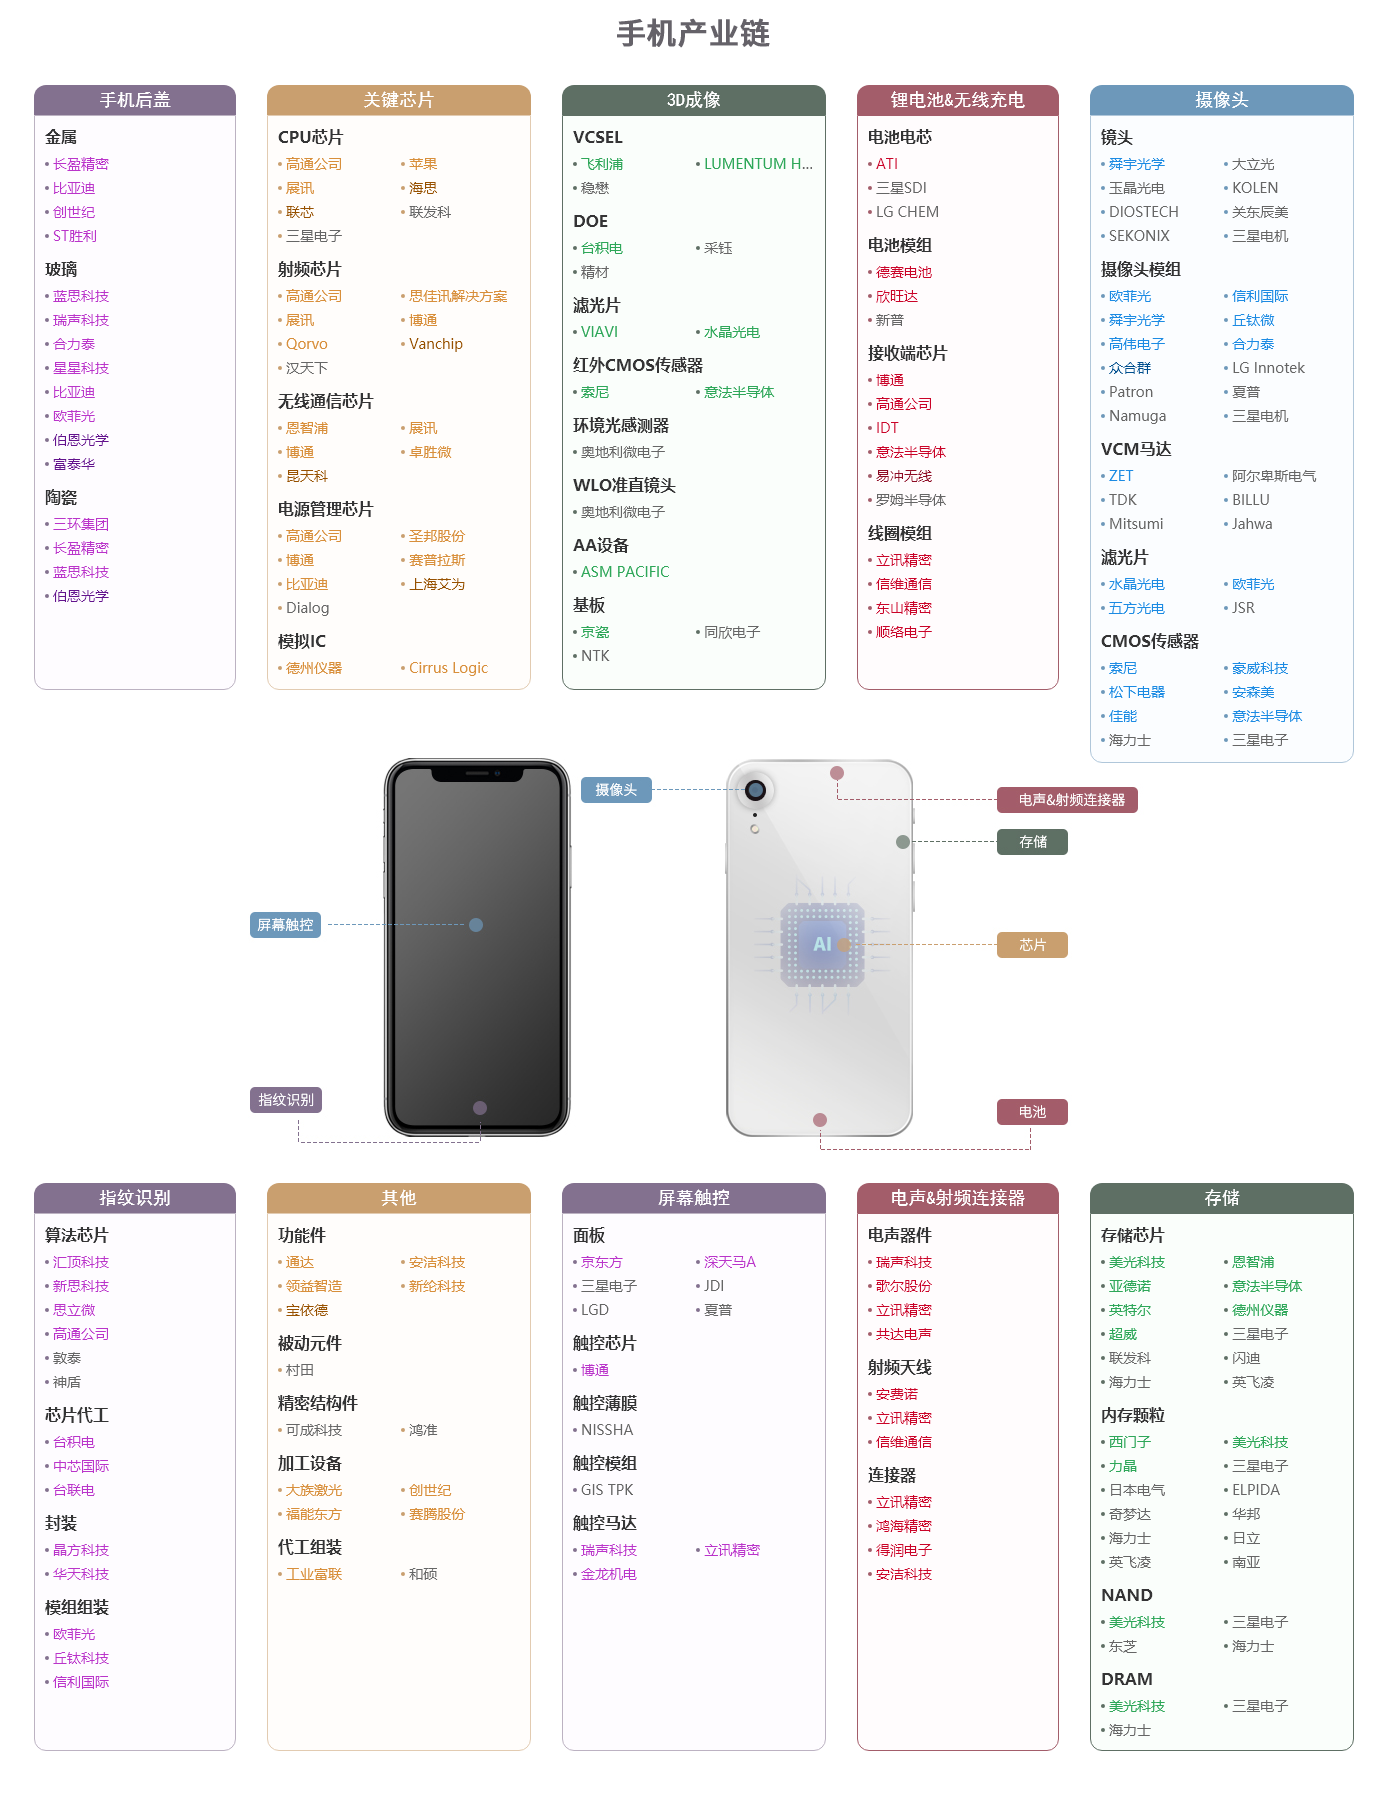 手机产业链
手机后盖
金属
长盈精密
比亚迪
创世纪
ST胜利
玻璃
蓝思科技
瑞声科技
合力泰
星星科技
比亚迪
欧菲光
伯恩光学
富泰华
陶瓷
三环集团
长盈精密
蓝思科技
伯恩光学
关键芯片
CPU芯片
高通公司 苹果
展讯 海思
联芯 联发科
三星电子
射频芯片
高通公司 思佳讯解决方案
展讯 博通
Qorvo Vanchip
汉天下
无线通信芯片
恩智浦 展讯
博通 卓胜微
昆天科
电源管理芯片
高通公司 圣邦股份
博通 赛普拉斯
比亚迪 上海艾为
Dialog
模拟IC
德州仪器 Cirrus Logic
3D成像
VCSEL
飞利浦 LUMENTUM H...
稳懋
DOE
台积电 采钰
精材
滤光片
VIAVI 水晶光电
红外CMOS传感器
索尼 意法半导体
环境光感测器
奥地利微电子
WLO准直镜头
奥地利微电子
AA设备
ASM PACIFIC
基板
京瓷 同欣电子
NTK
锂电池&无线充电
电池电芯
ATI
三星SDI
LG CHEM
电池模组
德赛电池
欣旺达
新普
接收端芯片
博通
高通公司
IDT
意法半导体
易冲无线
罗姆半导体
线圈模组
立讯精密
信维通信
东山精密
顺络电子
摄像头
镜头
舜宇光学 大立光
玉晶光电 KOLEN
DIOSTECH 关东辰美
SEKONIX 三星电机
摄像头模组
欧菲光 信利国际
舜宇光学 丘钛微
高伟电子 合力泰
众合群 LG Innotek
Patron 夏普
Namuga 三星电机
VCM马达
ZET 阿尔卑斯电气
TDK BILLU
Mitsumi Jahwa
滤光片
水晶光电 欧菲光
五方光电 JSR
CMOS传感器
索尼 豪威科技
松下电器 安森美
佳能 意法半导体
海力士 三星电子
摄像头
电声&射频连接器
存储
屏幕触控
AI
芯片
指纹识别
电池
指纹识别
算法芯片
汇顶科技
新思科技
思立微
高通公司
敦泰
神盾
芯片代工
台积电
中芯国际
台联电
封装
晶方科技
华天科技
模组组装
欧菲光
丘钛科技
信利国际
其他
功能件
通达 安洁科技
领益智造 新纶科技
宝依德
被动元件
村田
精密结构件
可成科技 鸿准
加工设备
大族激光 创世纪
福能东方 赛腾股份
代工组装
工业富联 和硕
屏幕触控
面板
京东方 深天马A
三星电子 JDI
LGD 夏普
触控芯片
博通
触控薄膜
NISSHA
触控模组
GIS TPK
触控马达
瑞声科技 立讯精密
金龙机电
电声&射频连接器
电声器件
瑞声科技
歌尔股份
立讯精密
共达电声
射频天线
安费诺
立讯精密
信维通信
连接器
立讯精密
鸿海精密
得润电子
安洁科技
存储
存储芯片
美光科技 恩智浦
亚德诺 意法半导体
英特尔 德州仪器
超威 三星电子
联发科 闪迪
海力士 英飞凌
内存颗粒
西门子 美光科技
力晶 三星电子
日本电气 ELPIDA
奇梦达 华邦
海力士 日立
英飞凌 南亚
NAND
美光科技 三星电子
东芝 海力士
DRAM
美光科技 三星电子
海力士